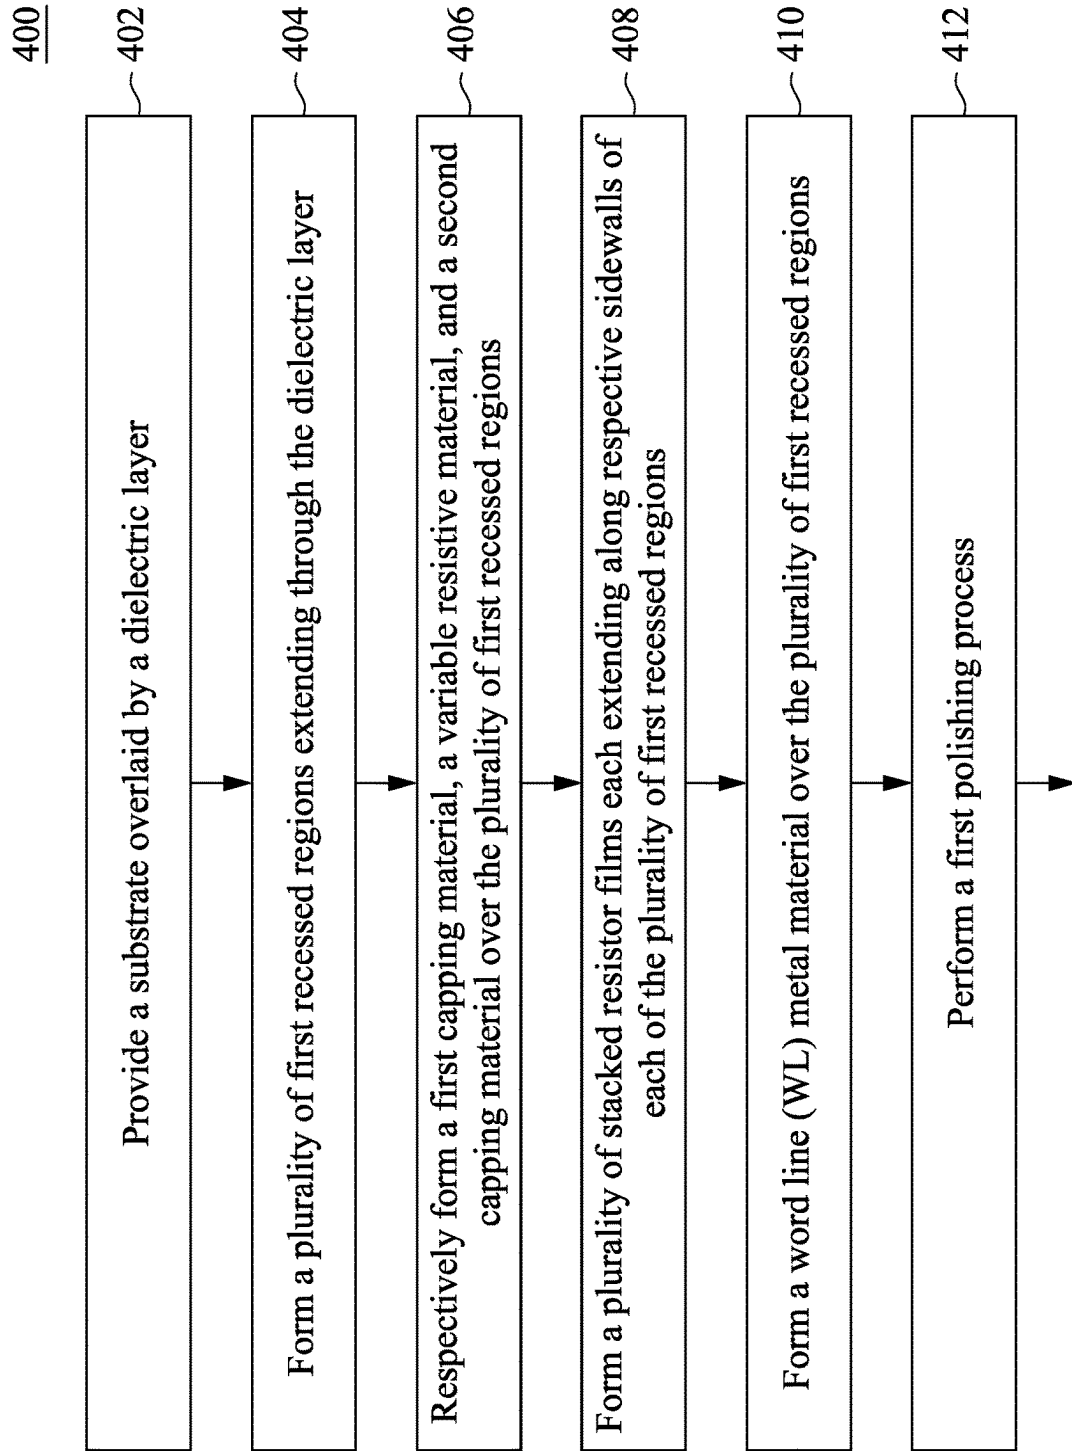 400
402
Provide a substrate overlaid by a dielectric layer
404
Form a plurality of first recessed regions extending through the dielectric layer
406
Respectively form a first capping material, a variable resistive material, and a second
capping material over the plurality of first recessed regions
408
Form a plurality of stacked resistor films each extending along respective sidewalls of
each of the plurality of first recessed regions
410
Form a word line (WL) metal material over the plurality of first recessed regions
412
Perform a first polishing process